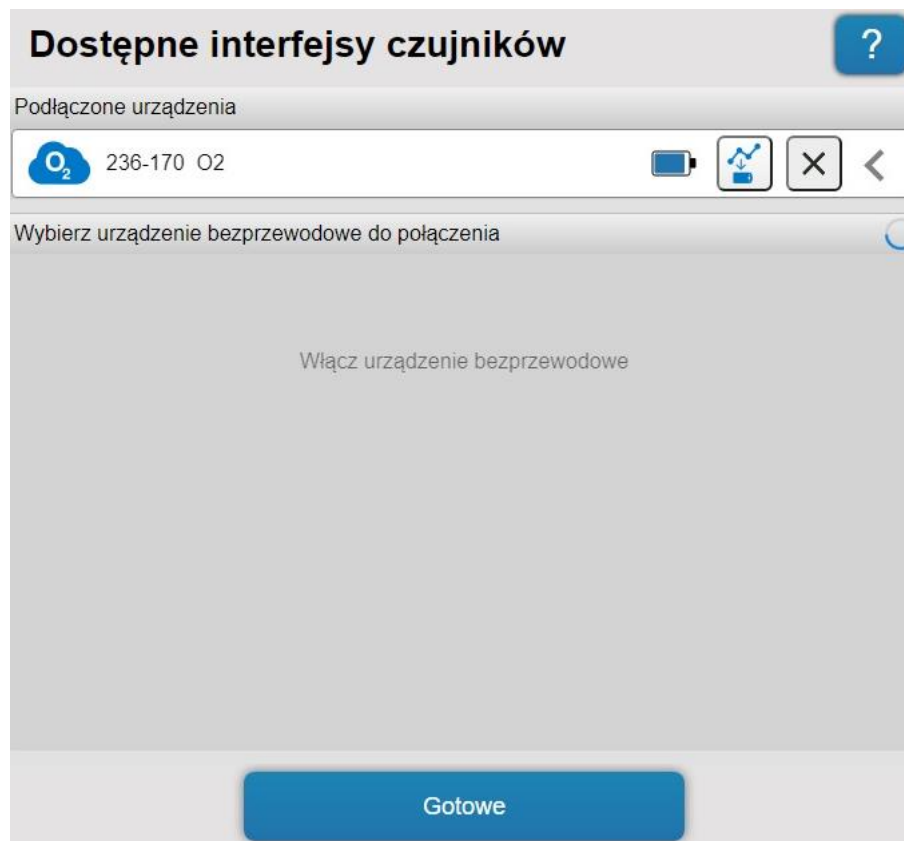 Dostępne interfejsy czujników
?
Podłączone urządzenia
O2
236-170 O2
Wybierz urządzenie bezprzewodowe do połączenia
Włącz urządzenie bezprzewodowe
Gotowe